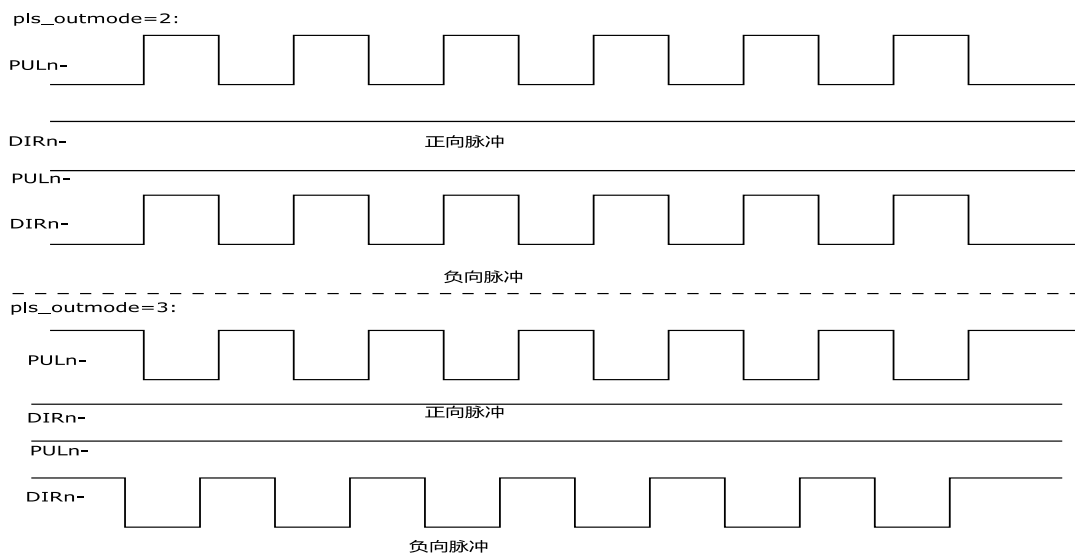 pls_outmode=2:
PULn-
DIRn-
正向脉冲
PULn-
DIRn-
负向脉冲
pls_outmode=3:
PULn-
DIRn-
正向脉冲
PULn-
DIRn-
负向脉冲